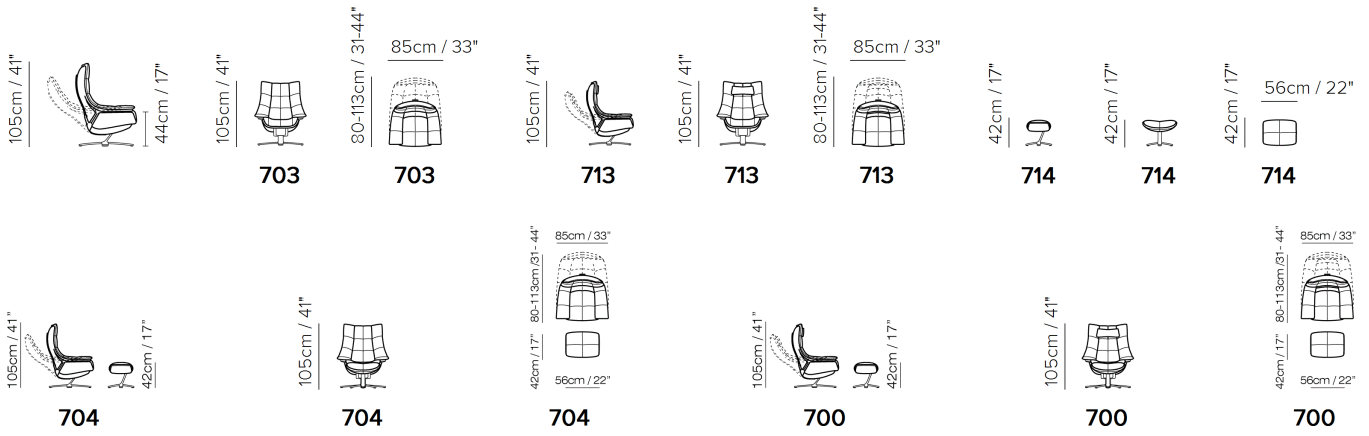 105cm / 41"
44cm / 17"
105cm / 41"
703
80-113cm / 31-44"
85cm / 33"
703
105cm / 41"
713
105cm / 41"
713
80-113cm / 31-44"
85cm / 33"
713
42cm / 17"
714
42cm / 17"
714
42cm / 17"
56cm / 22"
714
105cm / 41"
42cm / 17"
704
105cm / 41"
704
85cm / 33"
80-113cm /31- 44"
42cm / 17"
56cm / 22"
704
105cm / 41"
42cm / 17"
700
105cm / 41"
700
85cm / 33"
80-113cm /31- 44"
42cm / 17"
56cm / 22"
700